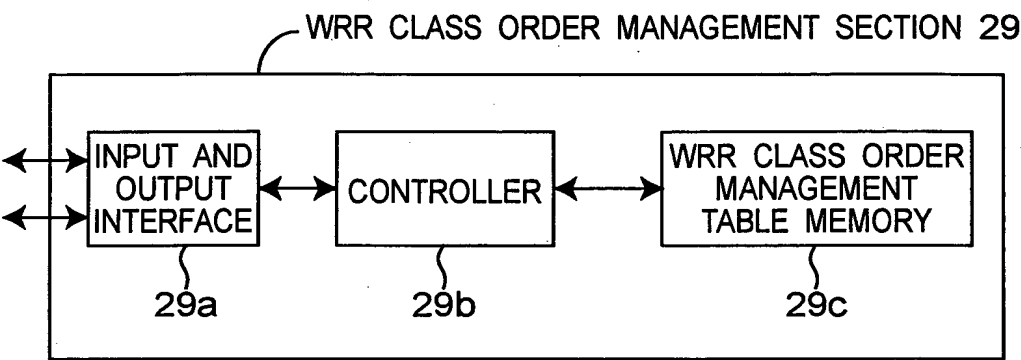 WRR CLASS ORDER MANAGEMENT SECTION 29
INPUT AND
OUTPUT
INTERFACE
CONTROLLER
WRR CLASS ORDER
MANAGEMENT
TABLE MEMORY
29a
29b
29c